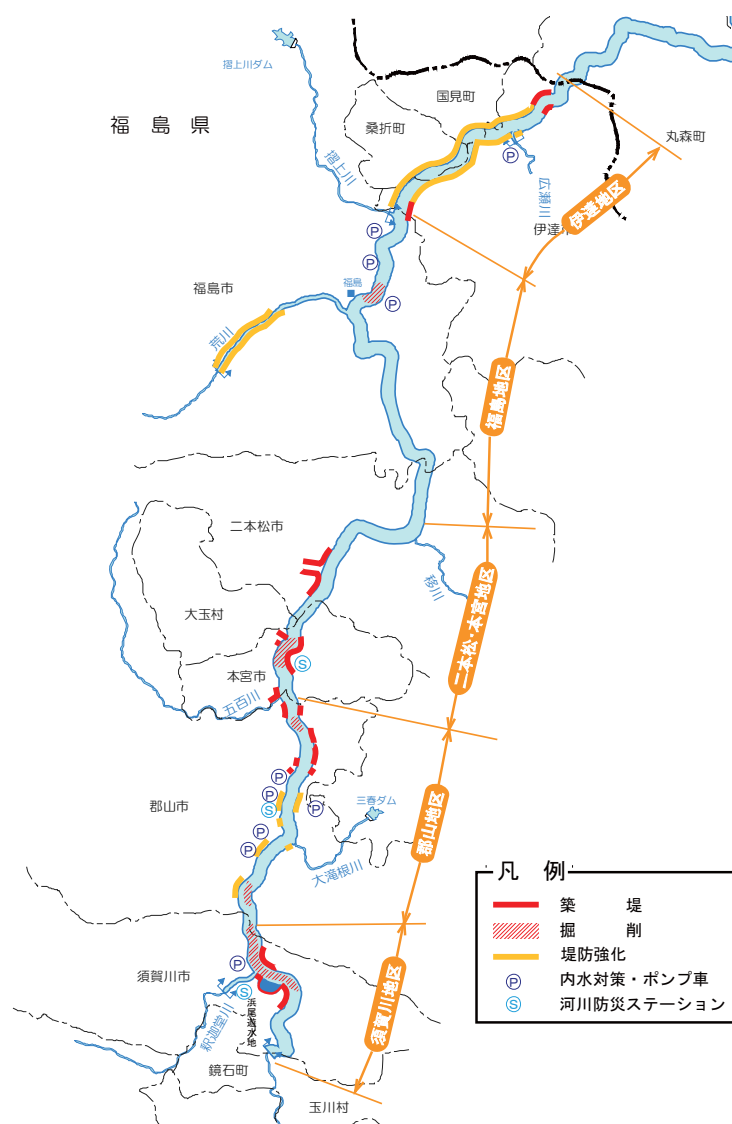 摺上川ダム
国見町
福島県
桑折町
丸森町
摺上川
P
広瀬川
伊達地区
伊達市
P
P
福島
福島市
P
荒川
福島地区
二本松市
移川
大玉村
二本松・本宮地区
S
本宮市
五百川
P
P
三春ダム
郡山市
S
P
P
P
郡山地区
大滝根川
凡例
築堤
掘削
堤防強化
P 内水対策・ポンプ車
S 河川防災ステーション
P
須賀川市
S
浜尾遊水地
須賀川地区
釈迦堂川
鏡石町
玉川村